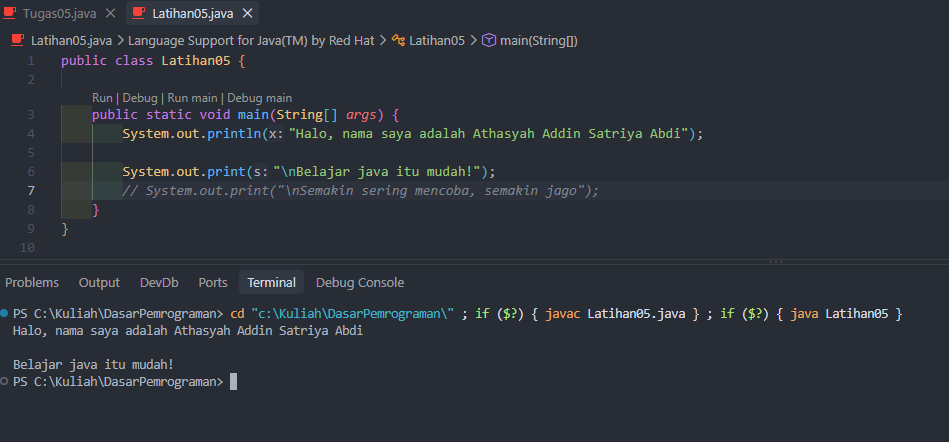 Tugas05.java Latihan05.java
Latihan05.java > Language Support for Java(TM) by Red Hat > Latihan05 > main(String[])
1 public class Latihan05 {
2
Run | Debug | Run main | Debug main
3 public static void main(String[] args) {
4 System.out.println(x: "Halo, nama saya adalah Athasyah Addin Satriya Abdi");
5
6 System.out.print(s: "\nBelajar java itu mudah!");
7 // System.out.print("\nSemakin sering mencoba, semakin jago");
8 }
9 }
10
Problems Output DevDb Ports Terminal Debug Console
PS C:\Kuliah\DasarPemrograman> cd "c:\Kuliah\DasarPemrograman\" ; if ($?) { javac Latihan05.java } ; if ($?) { java Latihan05 }
Halo, nama saya adalah Athasyah Addin Satriya Abdi
Belajar java itu mudah!
PS C:\Kuliah\DasarPemrograman>